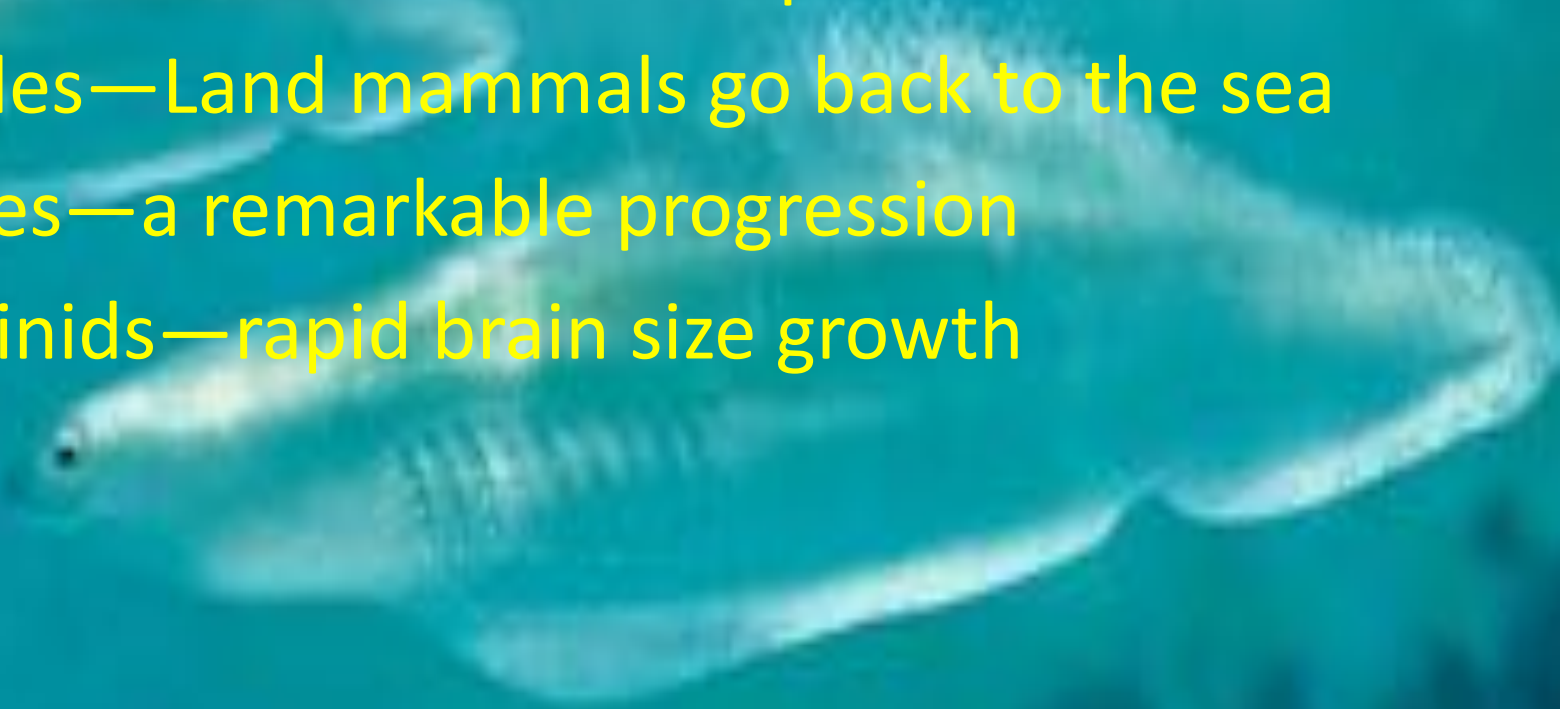 les—Land mammals go back to the sea
es—a remarkable progression
inids—rapid brain size growth